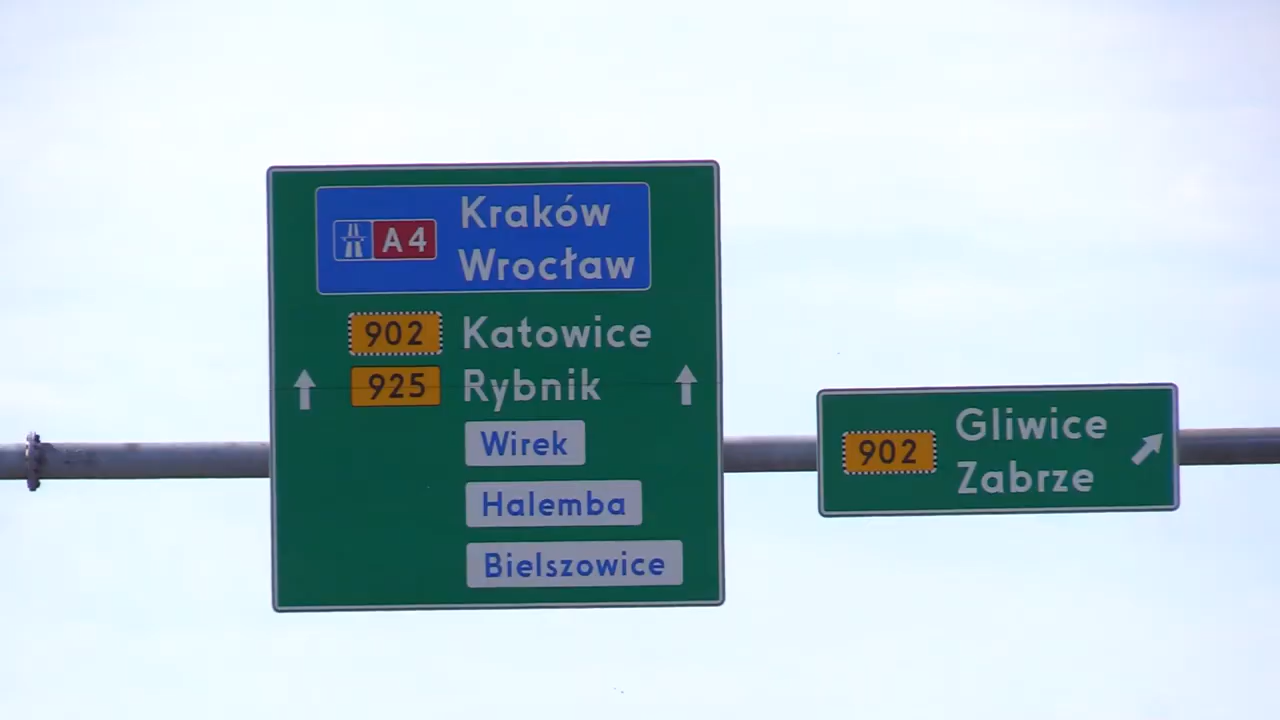 A4 Kraków
Wrocław
902 Katowice
925 Rybnik
Wirek
Halemba
Bielszowice
902 Gliwice
Zabrze